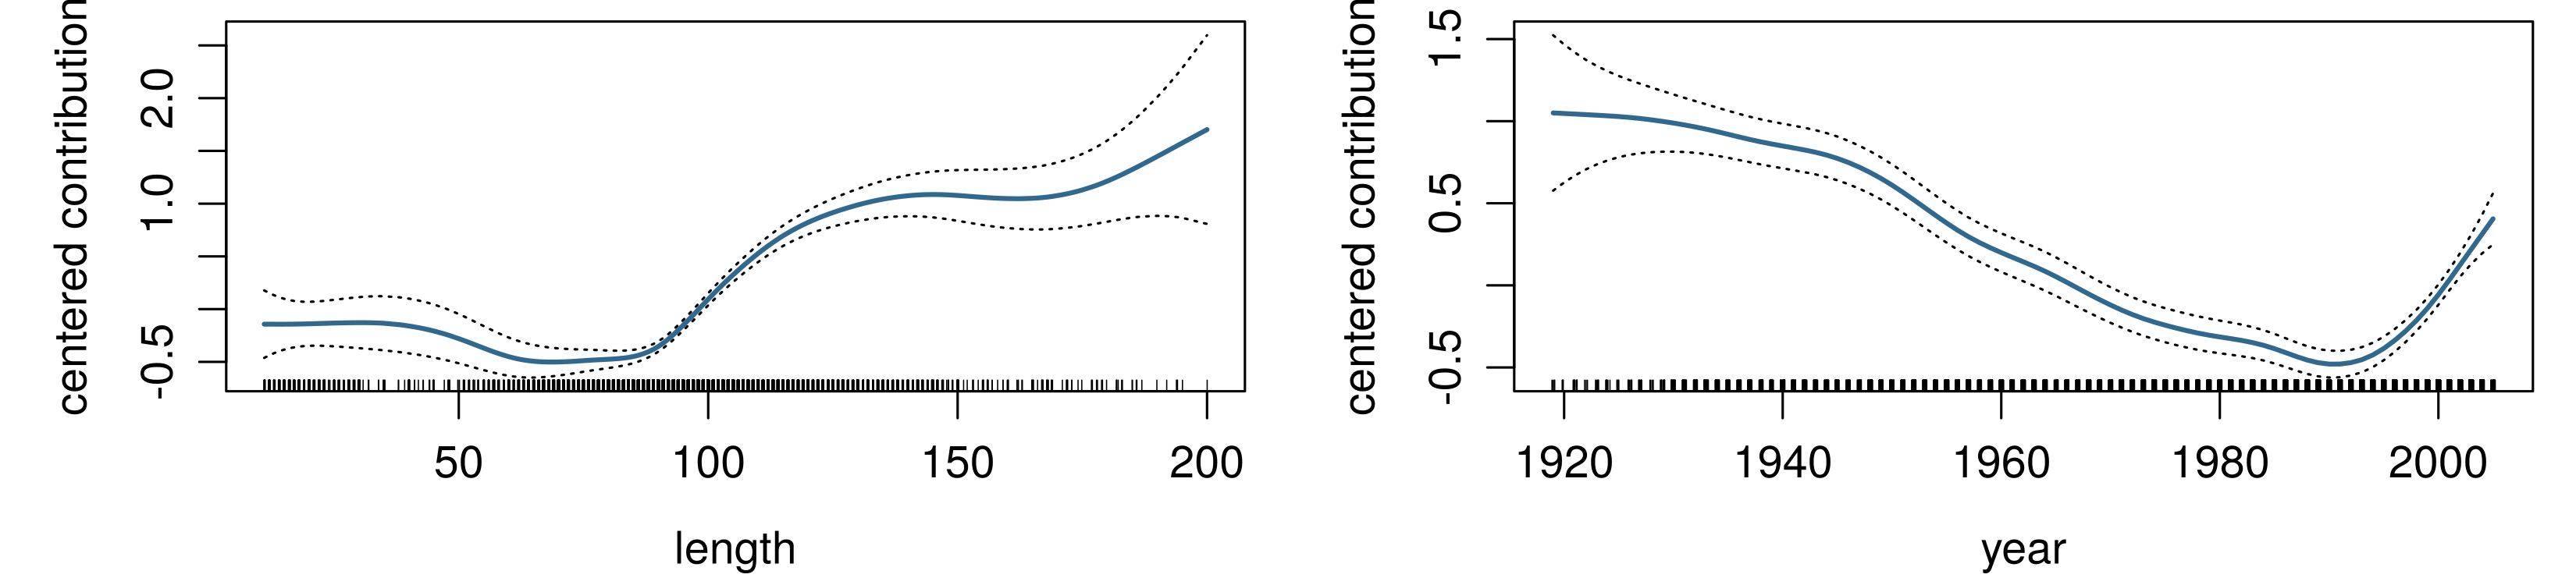 centered contribution
-0.5 1.0 2.0
50 100 150 200
length
centered contribution
-0.5 0.5 1.5
1920 1940 1960 1980 2000
year